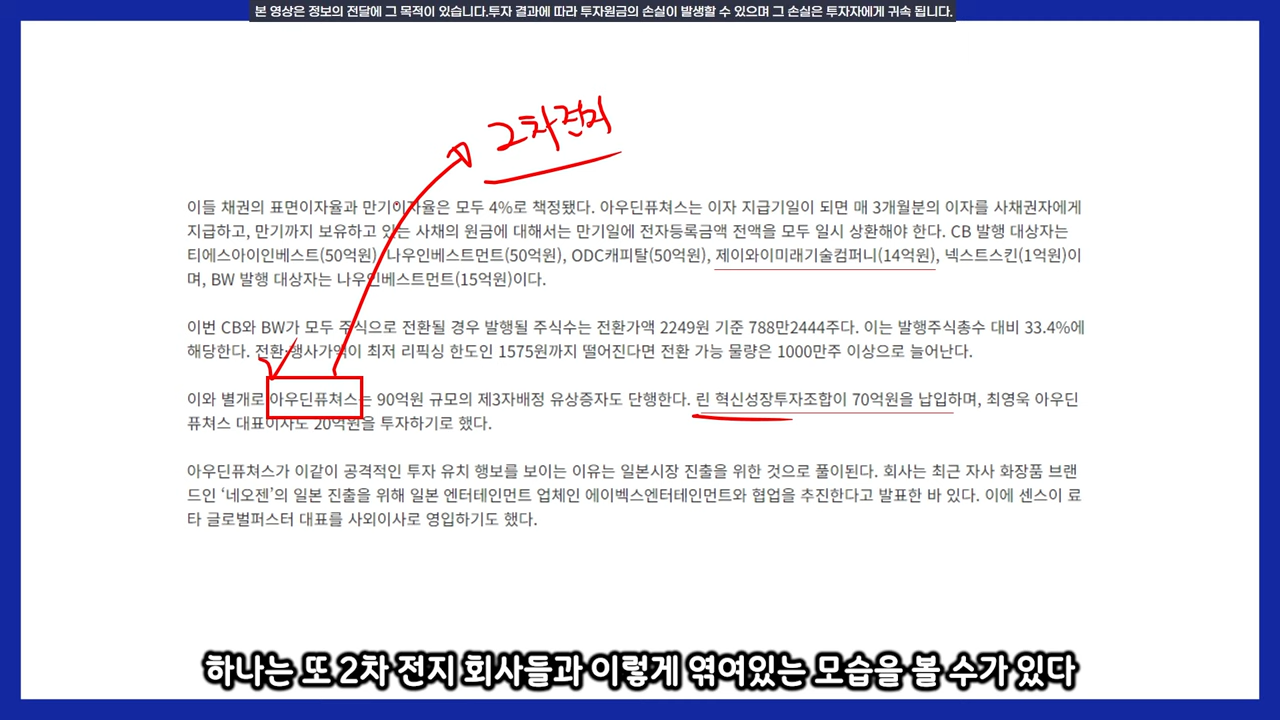 본 영상은 정보의 전달에 그 목적이 있습니다.투자 결과에 따라 투자원금의 손실이 발생할 수 있으며 그 손실은 투자자에게 귀속 됩니다.
2차전지
이들 채권의 표면이자율과 만기이자율은 모두 4%로 책정됐다. 아우딘퓨쳐스는 이자 지급기일이 되면 매 3개월분의 이자를 사채권자에게
지급하고, 만기까지 보유하고 있는 사채의 원금에 대해서는 만기일에 전자등록금액 전액을 모두 일시 상환해야 한다. CB 발행 대상자는
티에스아이인베스트(50억원), 나우인베스트먼트(50억원), ODC캐피탈(50억원), 제이와이미래기술컴퍼니(14억원), 넥스트스킨(1억원)이
며, BW 발행 대상자는 나우인베스트먼트(15억원)이다.
이번 CB와 BW가 모두 주식으로 전환될 경우 발행될 주식수는 전환가액 2249원 기준 788만2444주다. 이는 발행주식총수 대비 33.4%에
해당한다. 전환·행사가액이 최저 리픽싱 한도인 1575원까지 떨어진다면 전환 가능 물량은 1000만주 이상으로 늘어난다.
이와 별개로 아우딘퓨쳐스는 90억원 규모의 제3자배정 유상증자도 단행한다. 린 혁신성장투자조합이 70억원을 납입하며, 최영욱 아우딘
퓨쳐스 대표이사도 20억원을 투자하기로 했다.
아우딘퓨쳐스가 이같이 공격적인 투자 유치 행보를 보이는 이유는 일본시장 진출을 위한 것으로 풀이된다. 회사는 최근 자사 화장품 브랜
드인 ‘네오젠’의 일본 진출을 위해 일본 엔터테인먼트 업체인 에이벡스엔터테인먼트와 협업을 추진한다고 발표한 바 있다. 이에 센스이 료
타 글로벌퍼스터 대표를 사외이사로 영입하기도 했다.
하나는 또 2차 전지 회사들과 이렇게 엮여있는 모습을 볼 수가 있다